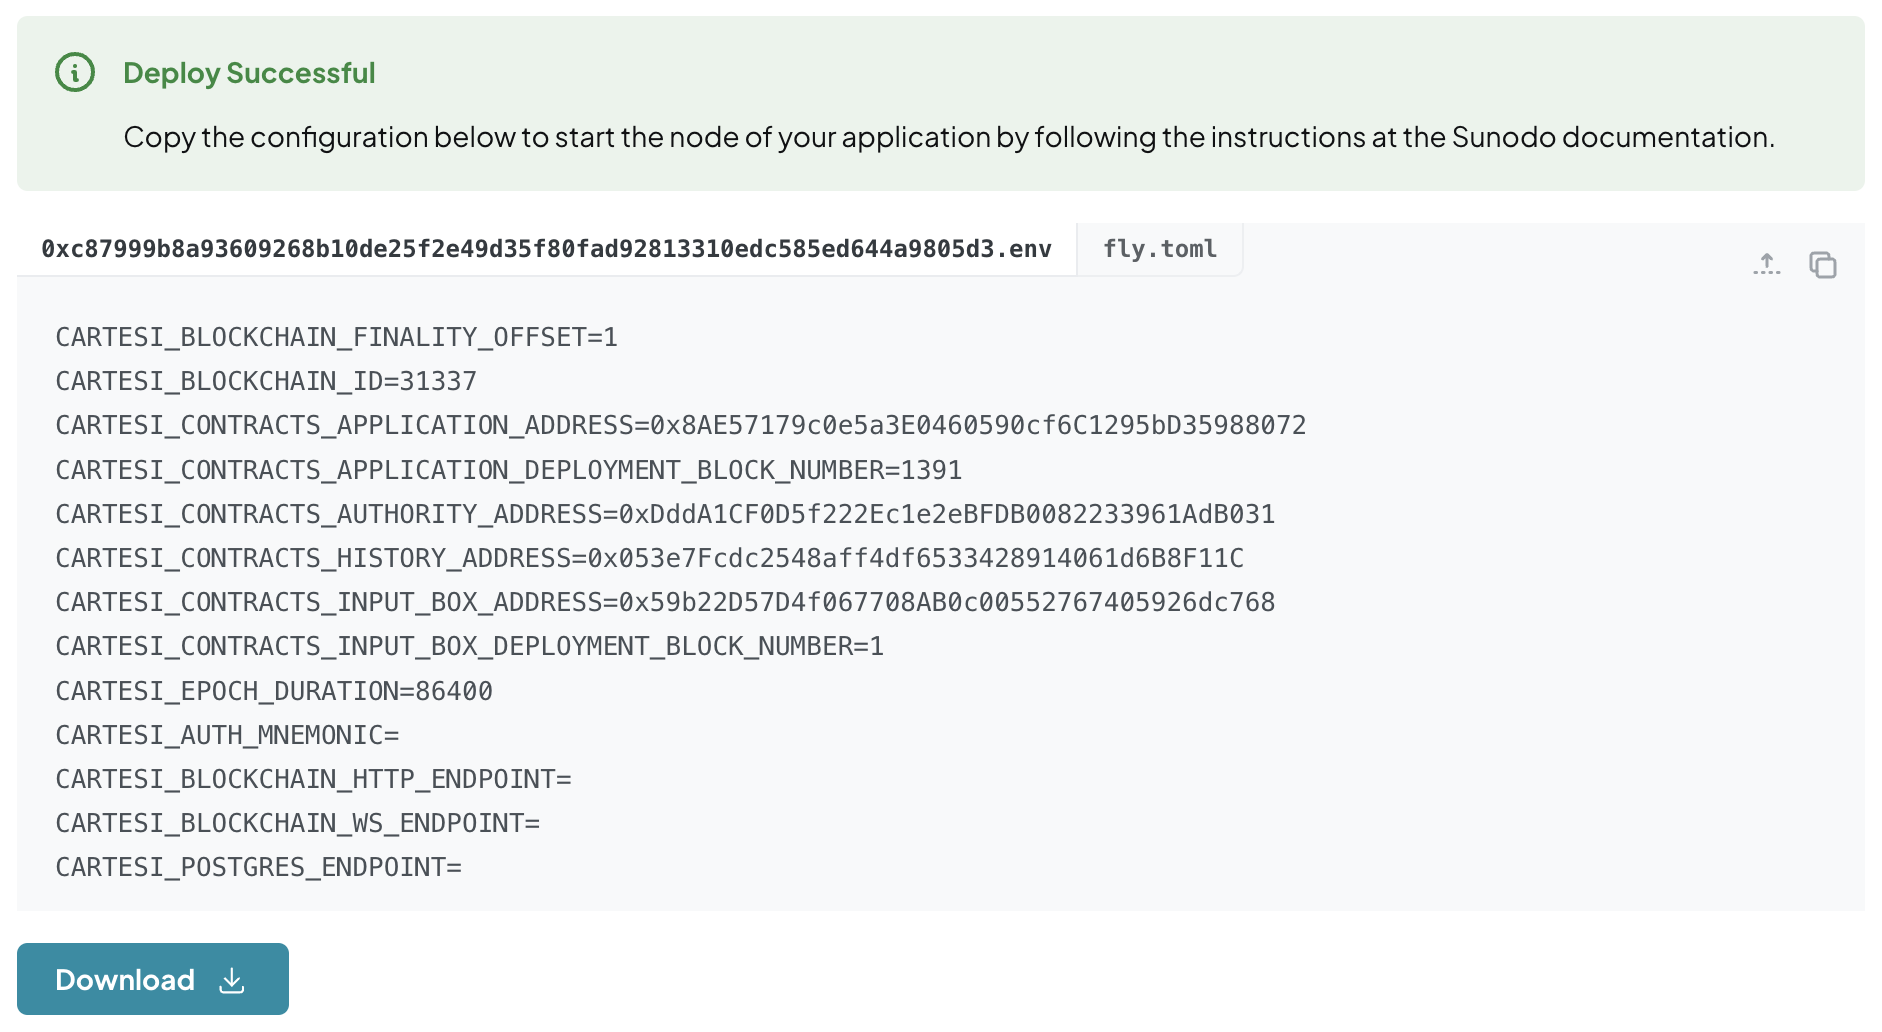 Deploy Successful
Copy the configuration below to start the node of your application by following the instructions at the Sunodo documentation.
0xc87999b8a93609268b10de25f2e49d35f80fad92813310edc585ed644a9805d3.env
fly.toml
CARTESI_BLOCKCHAIN_FINALITY_OFFSET=1
CARTESI_BLOCKCHAIN_ID=31337
CARTESI_CONTRACTS_APPLICATION_ADDRESS=0x8AE57179c0e5a3E0460590cf6C1295bD35988072
CARTESI_CONTRACTS_APPLICATION_DEPLOYMENT_BLOCK_NUMBER=1391
CARTESI_CONTRACTS_AUTHORITY_ADDRESS=0xDddA1CF0D5f222Ec1e2eBFDB0082233961AdB031
CARTESI_CONTRACTS_HISTORY_ADDRESS=0x053e7Fcdc2548aff4df6533428914061d6B8F11C
CARTESI_CONTRACTS_INPUT_BOX_ADDRESS=0x59b22D57D4f067708AB0c00552767405926dc768
CARTESI_CONTRACTS_INPUT_BOX_DEPLOYMENT_BLOCK_NUMBER=1
CARTESI_EPOCH_DURATION=86400
CARTESI_AUTH_MNEMONIC=
CARTESI_BLOCKCHAIN_HTTP_ENDPOINT=
CARTESI_BLOCKCHAIN_WS_ENDPOINT=
CARTESI_POSTGRES_ENDPOINT=
Download